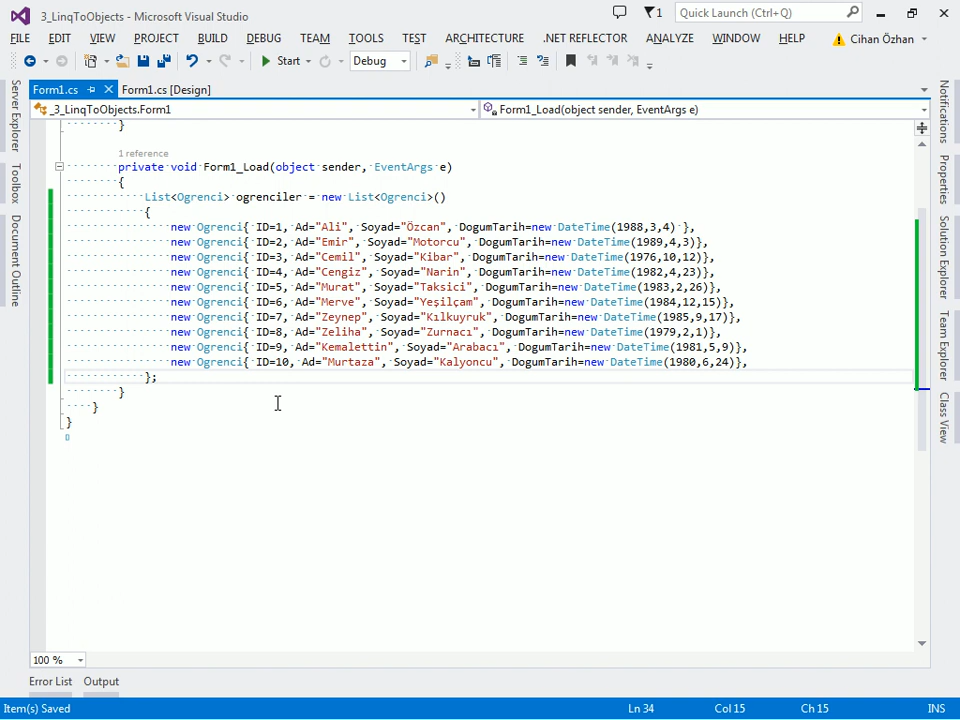 3_LinqToObjects - Microsoft Visual Studio
1
Quick Launch (Ctrl+Q)
FILE EDIT VIEW PROJECT BUILD DEBUG TEAM TOOLS TEST ARCHITECTURE .NET REFLECTOR ANALYZE WINDOW HELP Cihan Özhan
Start Debug
Form1.cs
Form1.cs [Design]
_3_LinqToObjects.Form1
Form1_Load(object sender, EventArgs e)
}
1 reference
private void Form1_Load(object sender, EventArgs e)
{
List<Ogrenci> ogrenciler = new List<Ogrenci>()
{
new Ogrenci{ ID=1, Ad="Ali", Soyad="Özcan", DogumTarih=new DateTime(1988,3,4) },
new Ogrenci{ ID=2, Ad="Emir", Soyad="Motorcu", DogumTarih=new DateTime(1989,4,3)},
new Ogrenci{ ID=3, Ad="Cemil", Soyad="Kibar", DogumTarih=new DateTime(1976,10,12)},
new Ogrenci{ ID=4, Ad="Cengiz", Soyad="Narin", DogumTarih=new DateTime(1982,4,23)},
new Ogrenci{ ID=5, Ad="Murat", Soyad="Taksici", DogumTarih=new DateTime(1983,2,26)},
new Ogrenci{ ID=6, Ad="Merve", Soyad="Yeşilçam", DogumTarih=new DateTime(1984,12,15)},
new Ogrenci{ ID=7, Ad="Zeynep", Soyad="Kılkuyruk", DogumTarih=new DateTime(1985,9,17)},
new Ogrenci{ ID=8, Ad="Zeliha", Soyad="Zurnacı", DogumTarih=new DateTime(1979,2,1)},
new Ogrenci{ ID=9, Ad="Kemalettin", Soyad="Arabacı", DogumTarih=new DateTime(1981,5,9)},
new Ogrenci{ ID=10, Ad="Murtaza", Soyad="Kalyoncu", DogumTarih=new DateTime(1980,6,24)},
};
}
}
}
Server Explorer
Toolbox
Document Outline
Notifications
Properties
Solution Explorer
Team Explorer
Class View
100 %
Error List Output
Item(s) Saved Ln 34 Col 15 Ch 15 INS